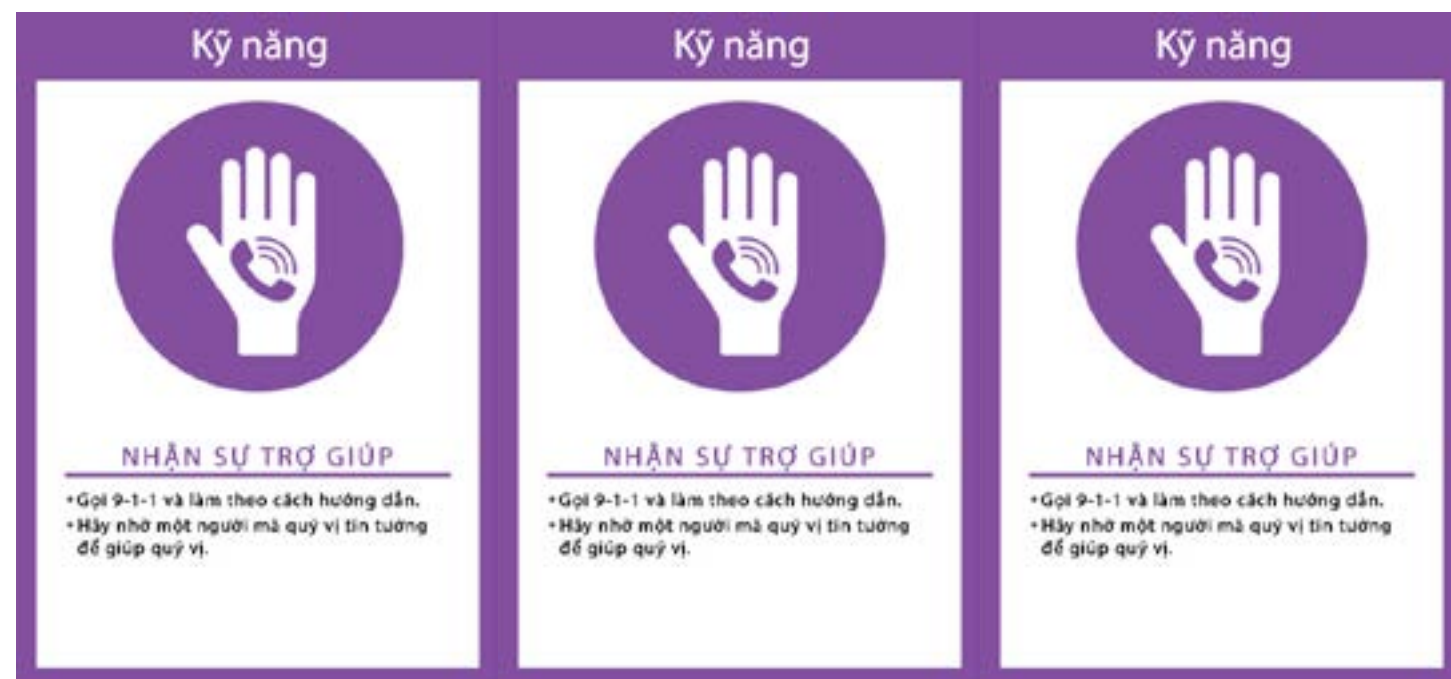 Kỹ năng
NHẬN SỰ TRỢ GIÚP
•Gọi 9-1-1 và làm theo cách hướng dẫn.
•Hãy nhờ một người mà quý vị tin tưởng
để giúp quý vị.
Kỹ năng
NHẬN SỰ TRỢ GIÚP
•Gọi 9-1-1 và làm theo cách hướng dẫn.
•Hãy nhờ một người mà quý vị tin tưởng
để giúp quý vị.
Kỹ năng
NHẬN SỰ TRỢ GIÚP
•Gọi 9-1-1 và làm theo cách hướng dẫn.
•Hãy nhờ một người mà quý vị tin tưởng
để giúp quý vị.